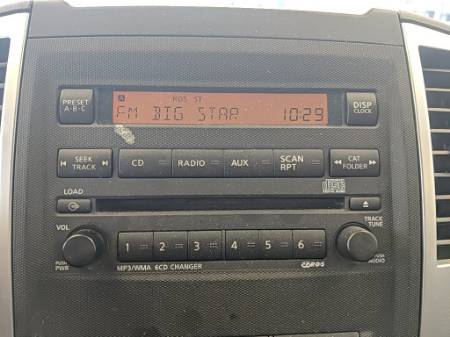 PRESET
A·B·C
A RDS ST
FM BIG STAR 10:29
DISP
CLOCK
SEEK
TRACK
CD
RADIO
AUX
SCAN
RPT
CAT
FOLDER
LOAD
VOL
PUSH
PWR
1 2 3 4 5 6
TRACK
TUNE
PUSH
AUDIO
MP3/WMA 6CD CHANGER